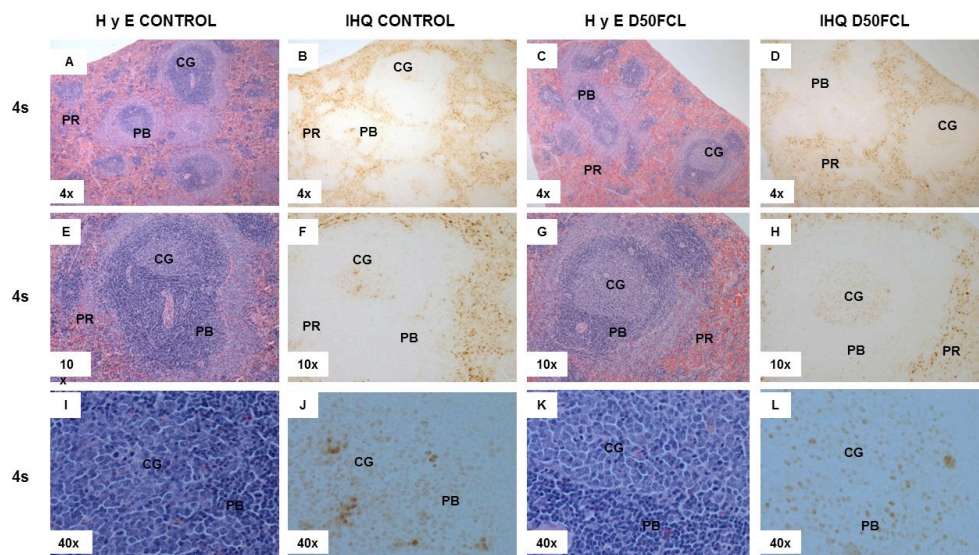 H y E CONTROL IHQ CONTROL H y E D50FCL IHQ D50FCL
4s
A CG PR PB 4x
B CG PR PB 4x
C PB PR CG 4x
D PB CG PR 4x
4s
E CG PR PB 10
x
F CG PR PB 10x
G CG PB PR 10x
H CG PR PB 10x
4s
I CG PB 40x
J CG PB 40x
K CG PB 40x
L CG PB 40x